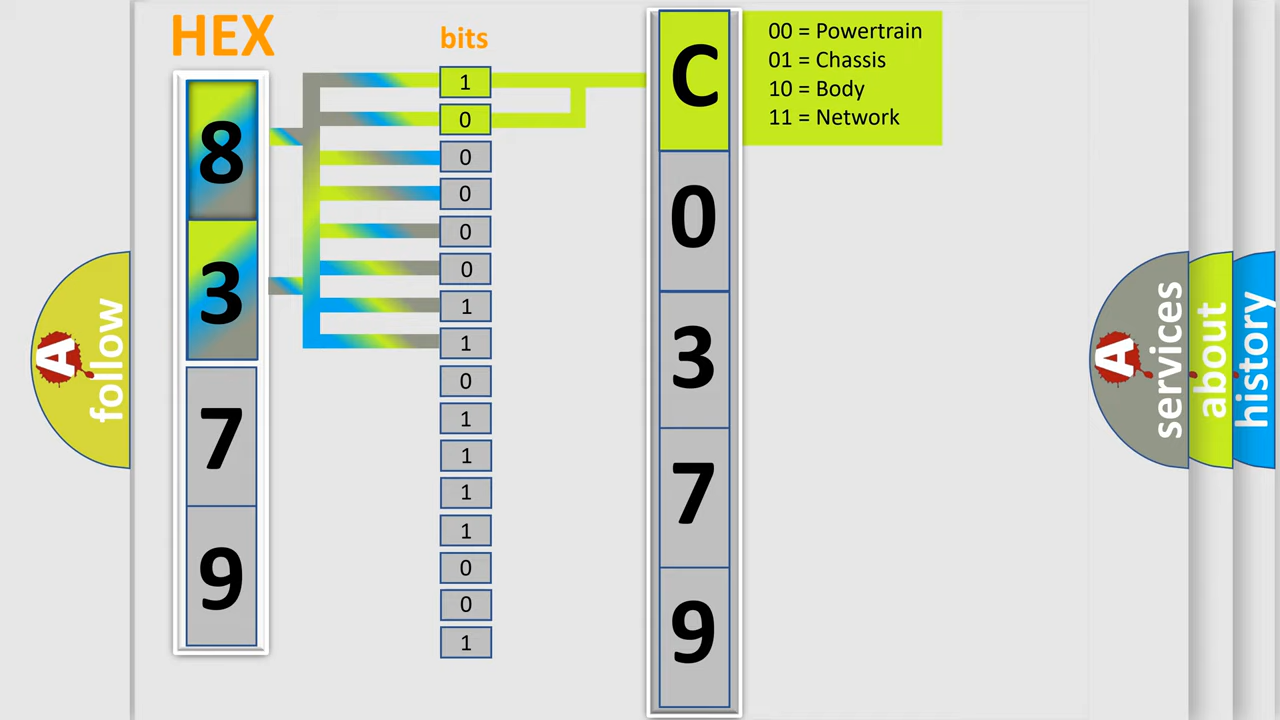 HEX
bits
8
3
7
9
1
0
0
0
0
0
1
1
0
1
1
1
1
0
0
1
C
0
3
7
9
00 = Powertrain
01 = Chassis
10 = Body
11 = Network
A
follow
A
services
about
history